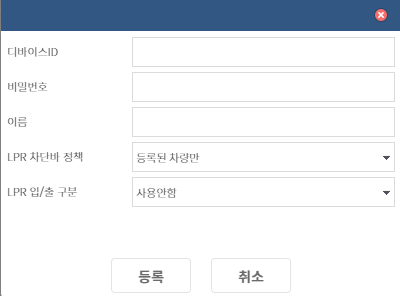 디바이스ID
비밀번호
이름
LPR 차단바 정책 등록된 차량만
LPR 입/출 구분 사용안함
등록 취소